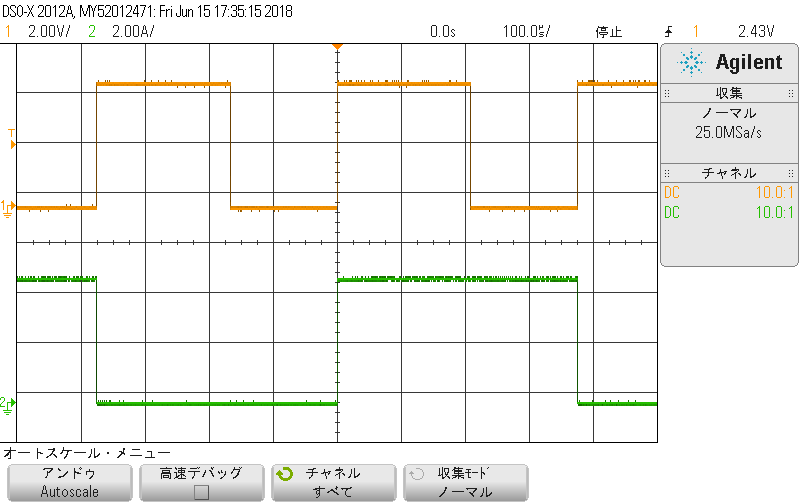 DSO-X 2012A, MY52012471: Fri Jun 15 17:35:15 2018
1 2.00V/ 2 2.00A/ 0.0s 100.0㎲/ 停止 1 2.43V
Agilent
収集
ノーマル
25.0MSa/s
チャネル
DC 10.0:1
DC 10.0:1
T
1
2
オートスケール・メニュー
アンドゥ
Autoscale
高速デバッグ
チャネル
すべて
収集ﾓｰﾄﾞ
ノーマル